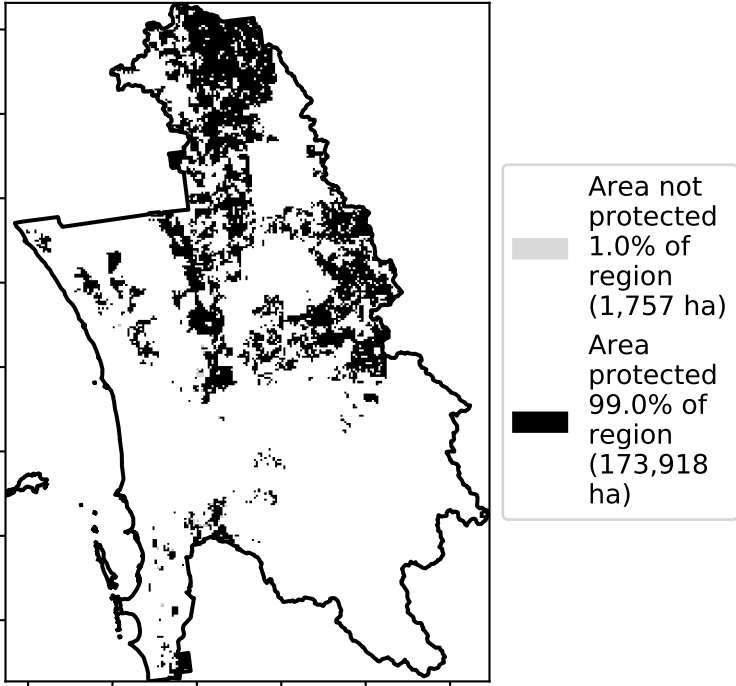 Area not
protected
1.0% of
region
(1,757 ha)
Area
protected
99.0% of
region
(173,918
ha)